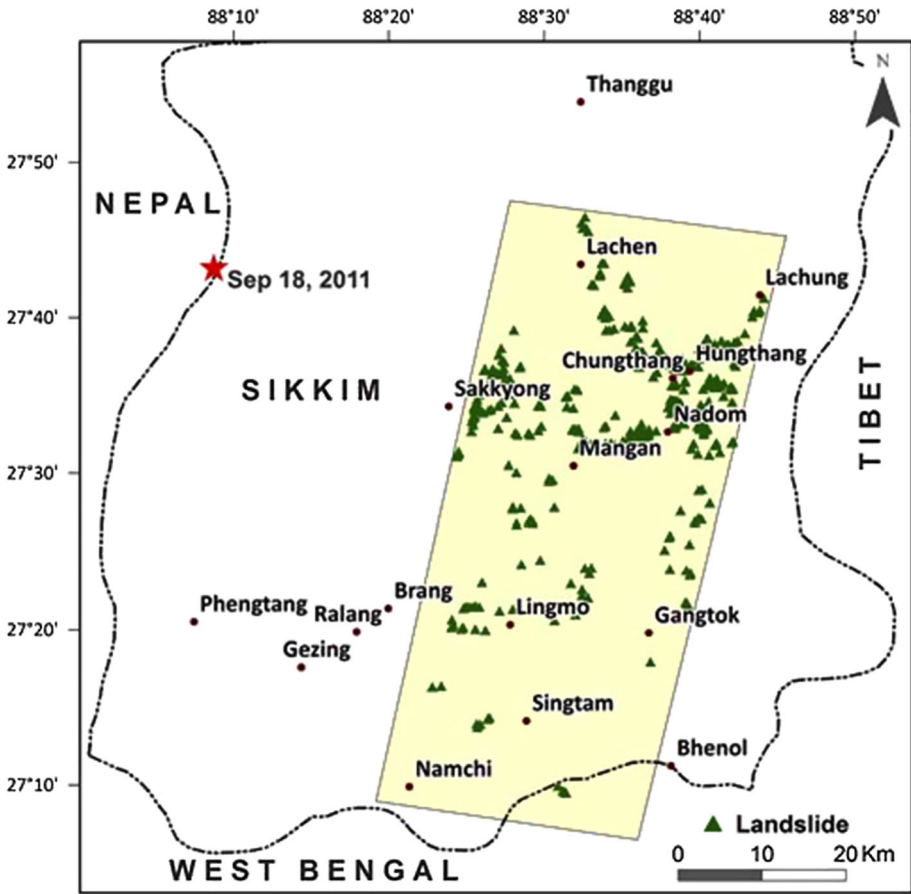 88°10' 88°20' 88°30' 88°40' 88°50'
N
Thanggu
27°50'
NEPAL
Lachen
Sep 18, 2011
Lachung
27°40'
Chungthang Hungthang
SIKKIM
Sakkyong
TIBET
Nadom
Mangan
27°30'
Brang
Phengtang Ralang
Lingmo
Gangtok
27°20'
Gezing
Singtam
Bhenol
Namchi
27°10'
Landslide
0 10 20 Km
WEST BENGAL